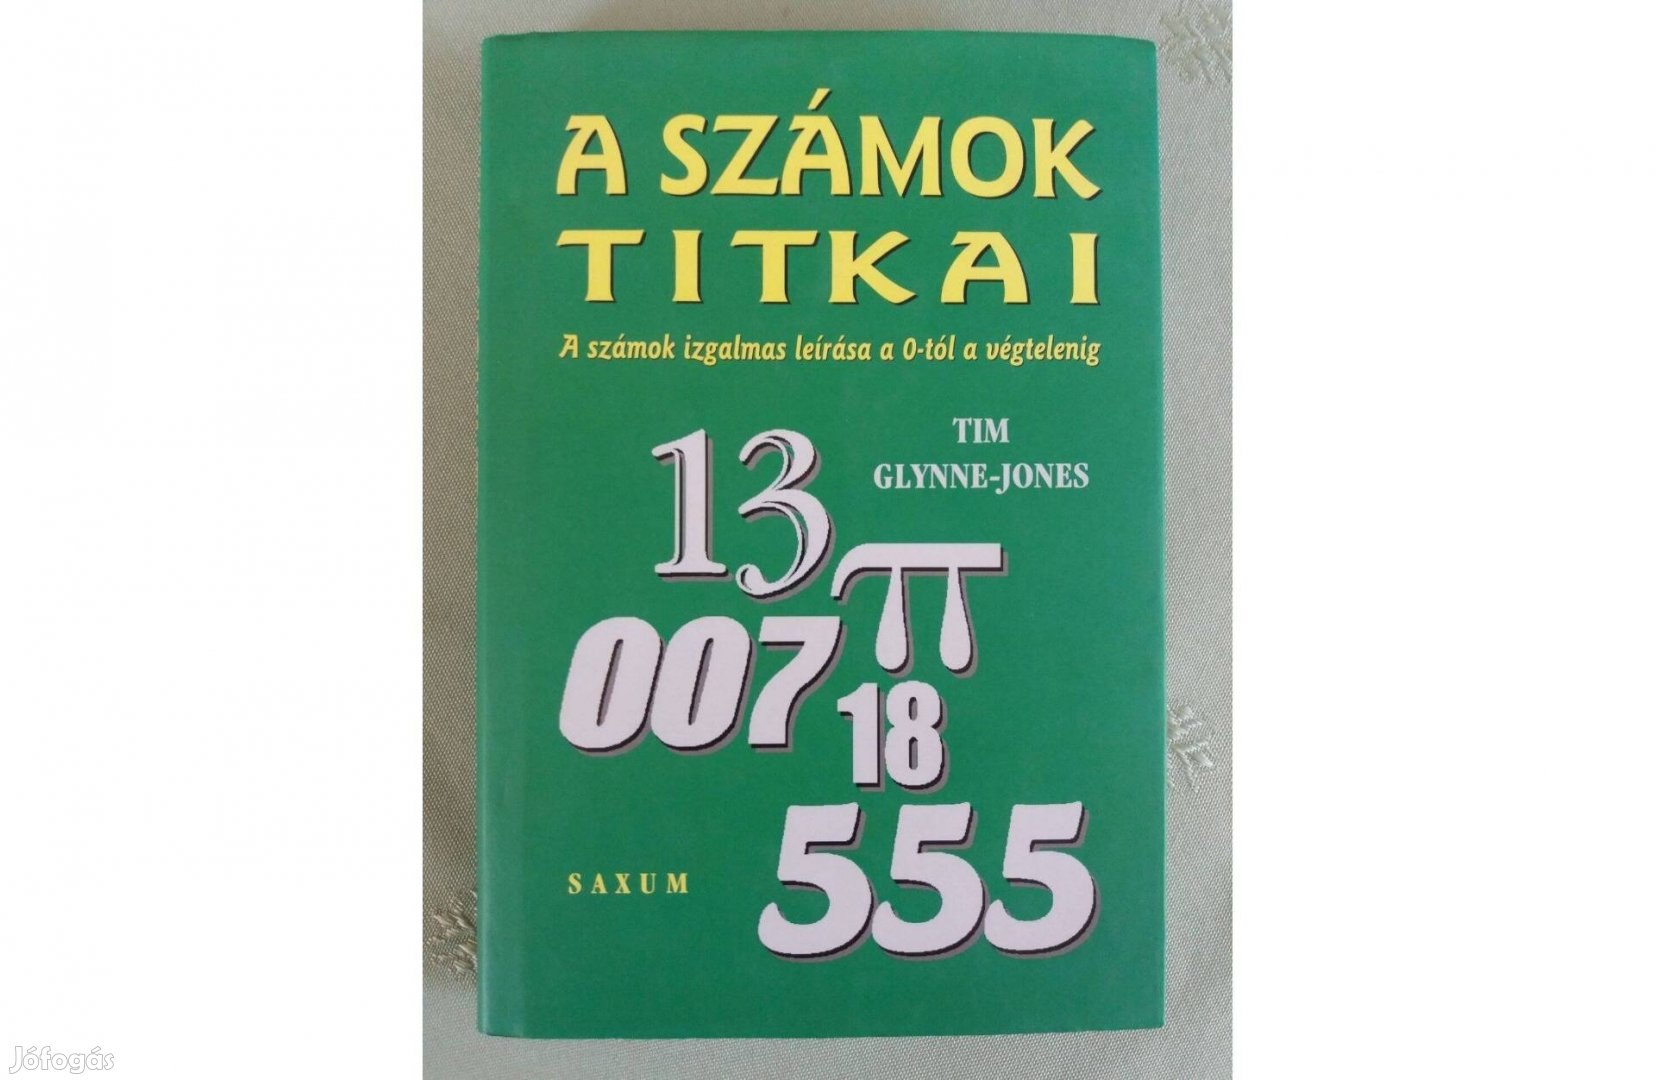 A SZÁMOK
TITKAI
A számok izgalmas leírása a 0-tól a végtelenig
TIM
GLYNNE-JONES
13
π
007
18
555
SAXUM
Jófogás